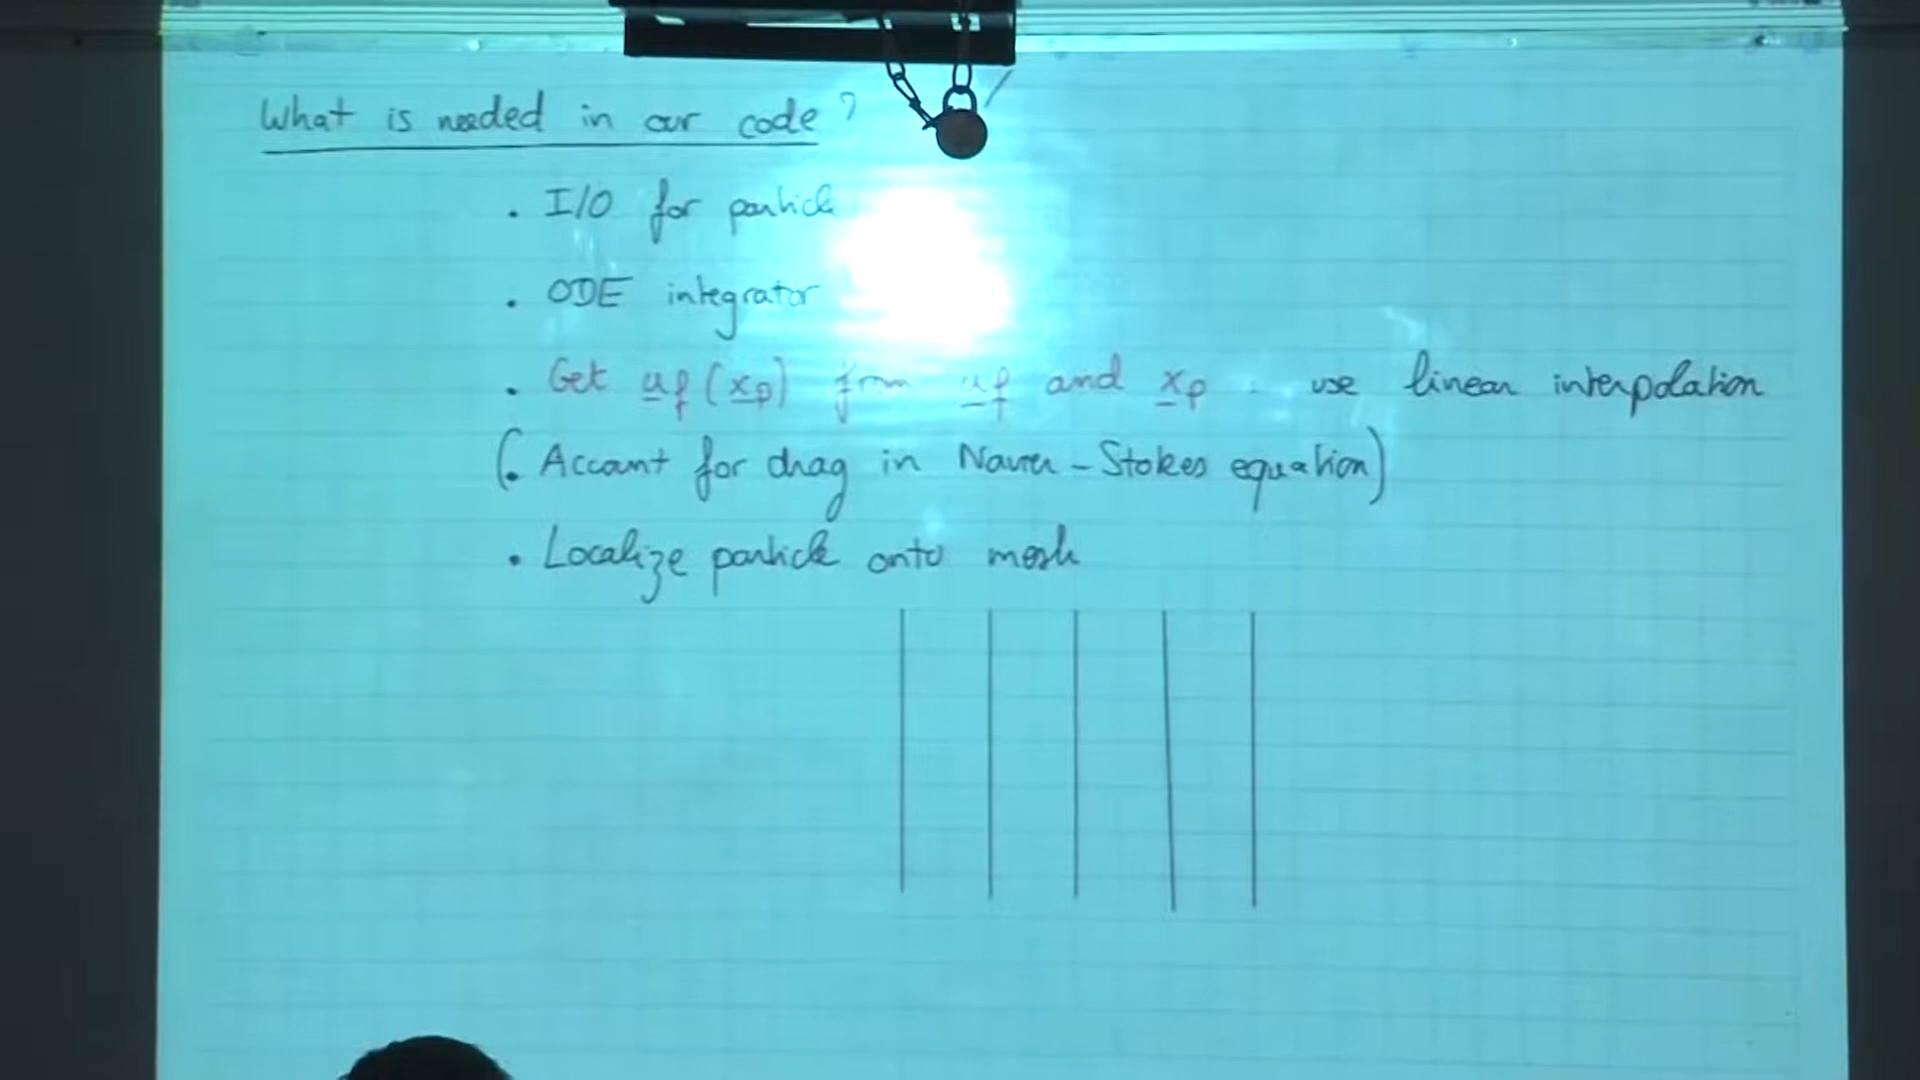 What is needed in our code ?
. I/O for particle
. ODE integrator
. Get uf (xp) from uf and xp : use linear interpolation
(. Account for drag in Navier - Stokes equation)
. Localize particle onto mesh